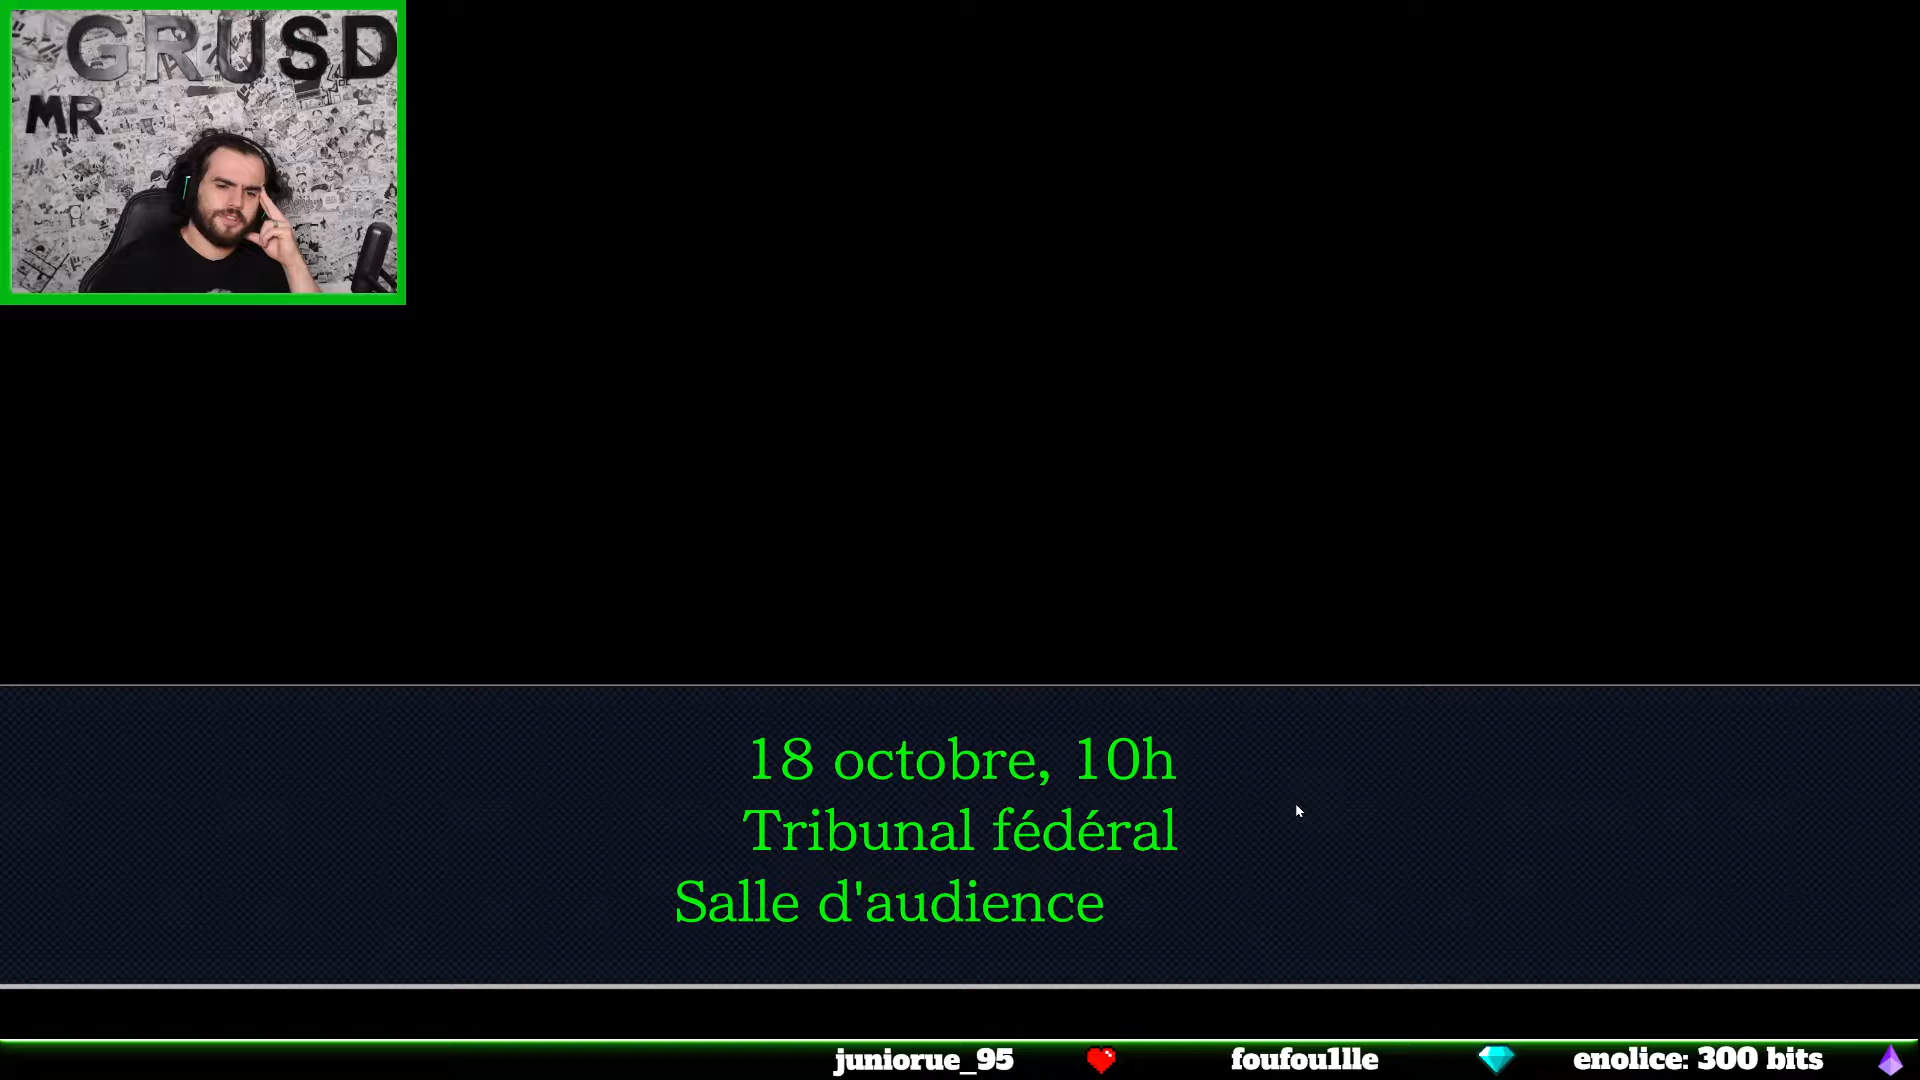 GRUSD
MR
18 octobre, 10h
Tribunal fédéral
Salle d'audience
juniorue_95
foufou1lle
enolice: 300 bits